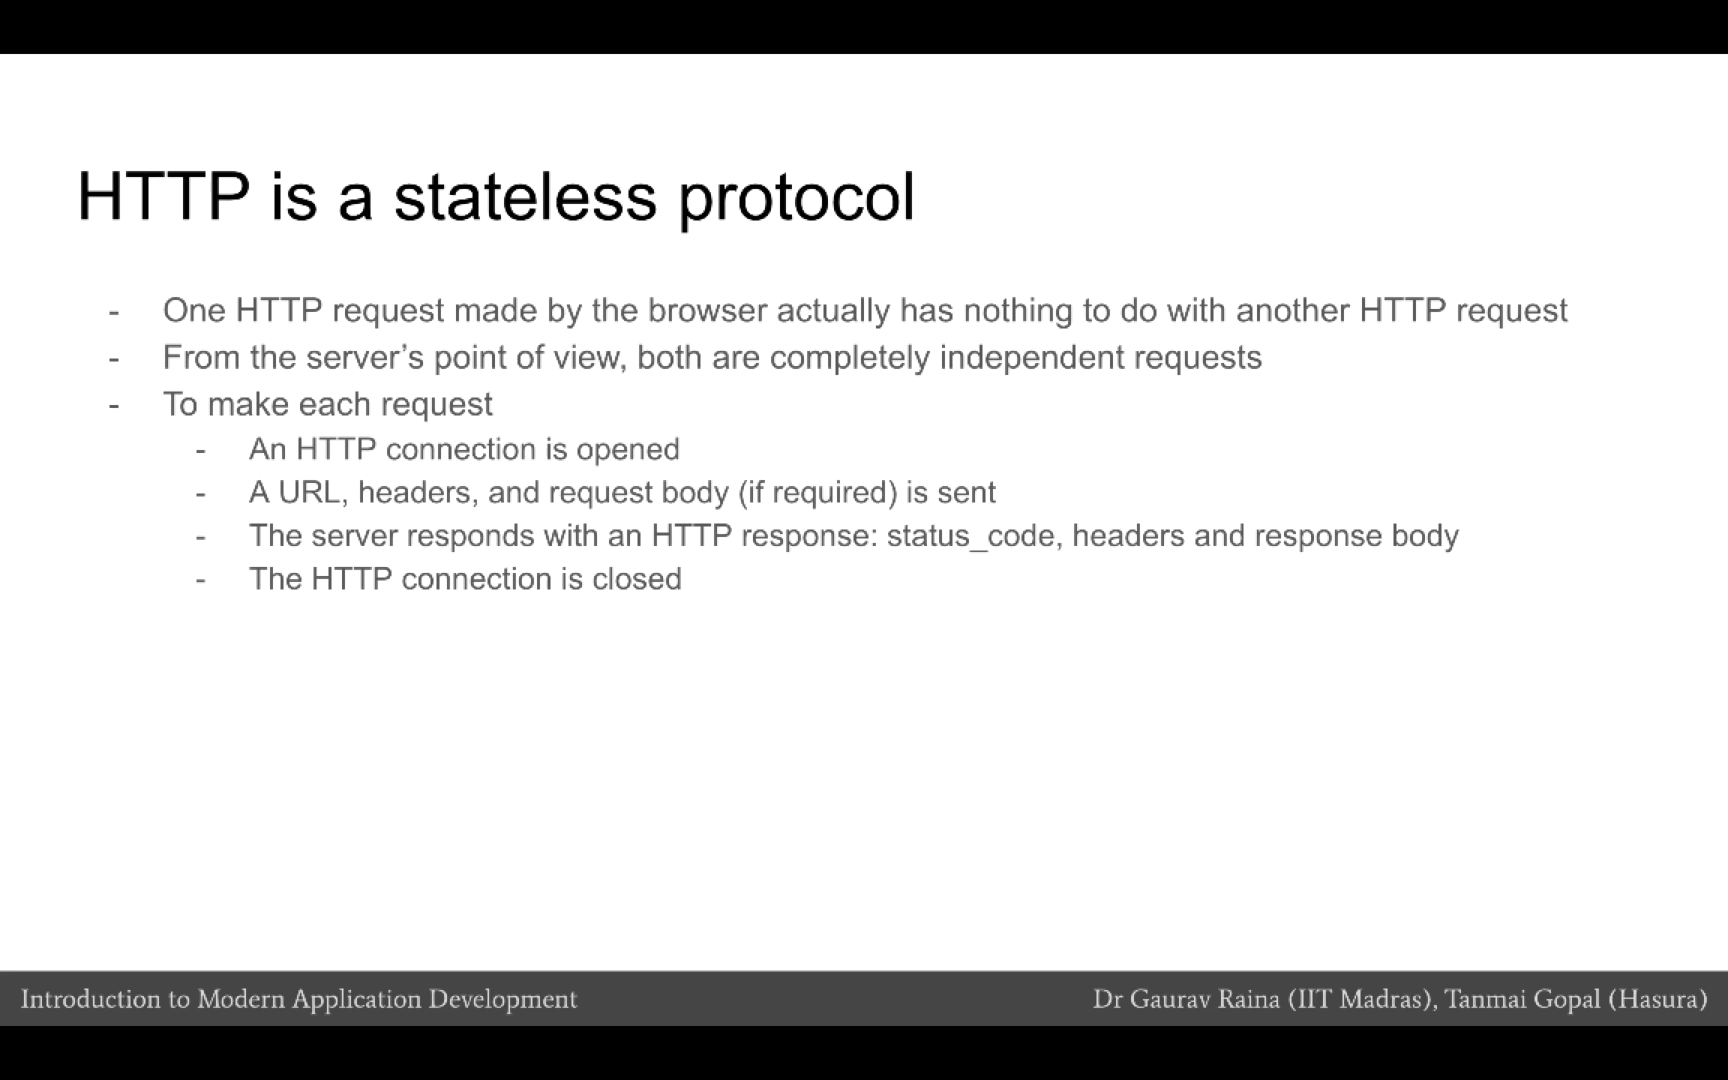 HTTP is a stateless protocol
- One HTTP request made by the browser actually has nothing to do with another HTTP request
- From the server’s point of view, both are completely independent requests
- To make each request
- An HTTP connection is opened
- A URL, headers, and request body (if required) is sent
- The server responds with an HTTP response: status_code, headers and response body
- The HTTP connection is closed
Introduction to Modern Application Development
Dr Gaurav Raina (IIT Madras), Tanmai Gopal (Hasura)